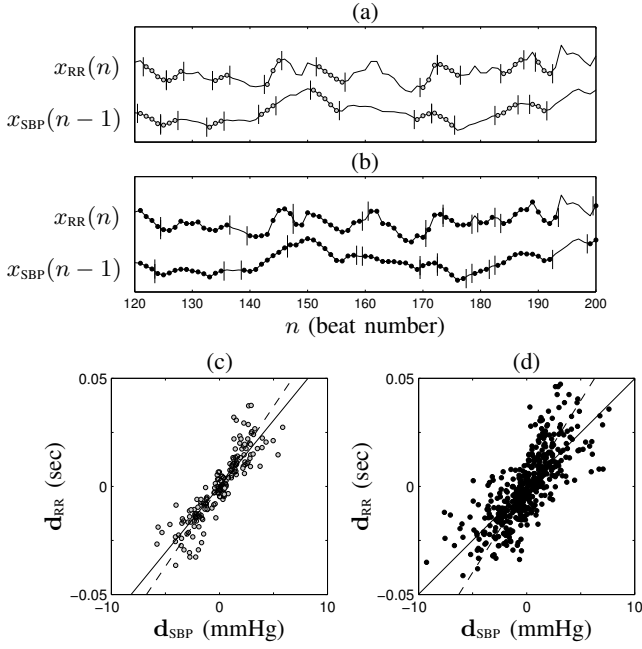 (a)
x_RR(n)
x_SBP(n − 1)
(b)
x_RR(n)
x_SBP(n − 1)
120 130 140 150 160 170 180 190 200
n (beat number)
(c) (d)
0.05 0.05
d_RR (sec) d_RR (sec)
0 0
−0.05 −0.05
−10 0 10 −10 0 10
d_SBP (mmHg) d_SBP (mmHg)